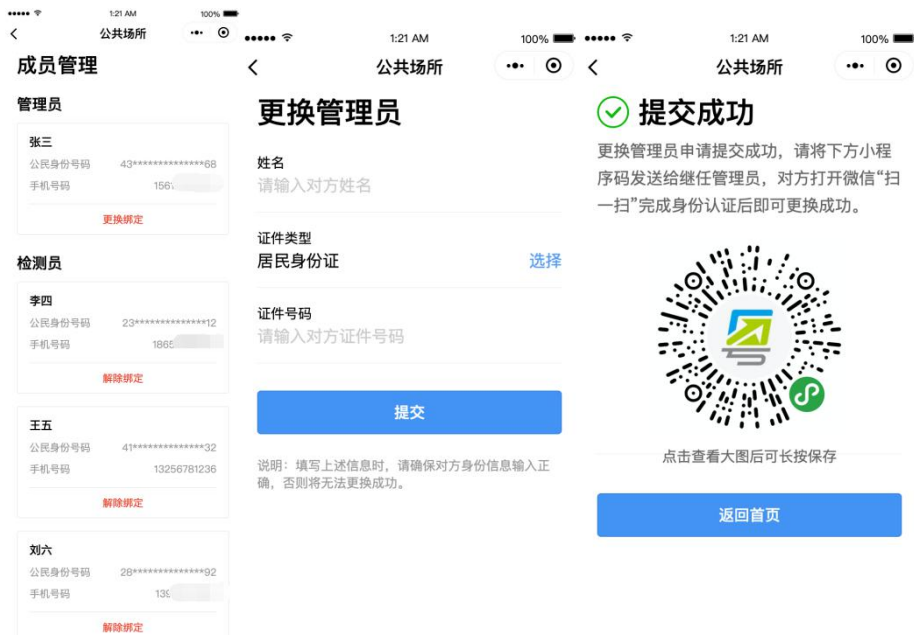 1:21 AM
100%
公共场所
成员管理
管理员
张三
公民身份号码 43**************68
手机号码 156
更换绑定
检测员
李四
公民身份号码 23**************12
手机号码 1865
解除绑定
王五
公民身份号码 41**************32
手机号码 13256781236
解除绑定
刘六
公民身份号码 28**************92
手机号码 139
解除绑定
1:21 AM
100%
公共场所
更换管理员
姓名
请输入对方姓名
证件类型
居民身份证 选择
证件号码
请输入对方证件号码
提交
说明：填写上述信息时，请确保对方身份信息输入正
确，否则将无法更换成功。
1:21 AM
100%
公共场所
提交成功
更换管理员申请提交成功，请将下方小程
序码发送给继任管理员，对方打开微信“扫
一扫”完成身份认证后即可更换成功。
点击查看大图后可长按保存
返回首页